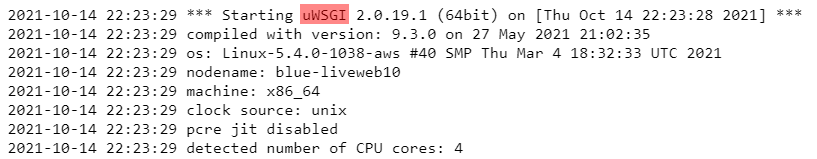 2021-10-14 22:23:29 *** Starting uWSGI 2.0.19.1 (64bit) on [Thu Oct 14 22:23:28 2021] ***
2021-10-14 22:23:29 compiled with version: 9.3.0 on 27 May 2021 21:02:35
2021-10-14 22:23:29 os: Linux-5.4.0-1038-aws #40 SMP Thu Mar 4 18:32:33 UTC 2021
2021-10-14 22:23:29 nodename: blue-liveweb10
2021-10-14 22:23:29 machine: x86_64
2021-10-14 22:23:29 clock source: unix
2021-10-14 22:23:29 pcre jit disabled
2021-10-14 22:23:29 detected number of CPU cores: 4